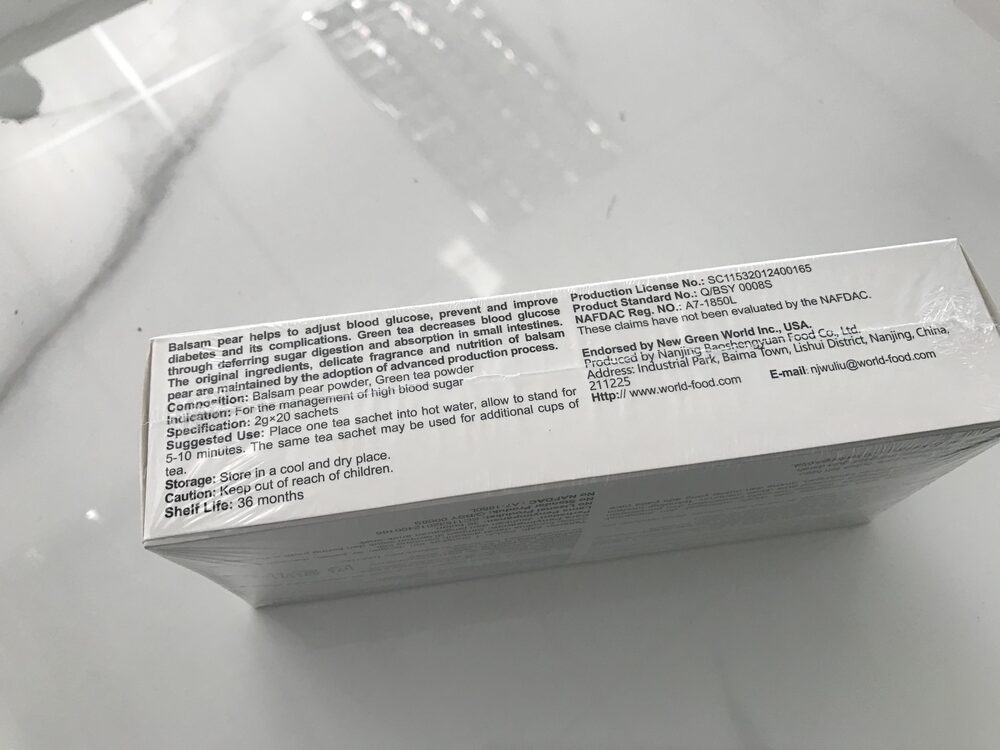 Balsam pear helps to adjust blood glucose, prevent and improve
diabetes and its complications. Green tea decreases blood glucose
through deferring sugar digestion and absorption in small intestines.
The original ingredients, delicate fragrance and nutrition of balsam
pear are maintained by the adoption of advanced production process.
Composition: Balsam pear powder, Green tea powder
Indication: For the management of high blood sugar
Specification: 2g×20 sachets
Suggested Use: Place one tea sachet into hot water, allow to stand for
5-10 minutes. The same tea sachet may be used for additional cups of
tea.
Storage: Store in a cool and dry place.
Caution: Keep out of reach of children.
Shelf Life: 36 months
Production License No.: SC11532012400165
Product Standard No.: Q/BSY 0008S
NAFDAC Reg. NO.: A7-1850L
These claims have not been evaluated by the NAFDAC.
Endorsed by New Green World Inc., USA.
Produced by Nanjing Baoshengyuan Food Co., Ltd.
Address: Industrial Park, Baima Town, Lishui District, Nanjing, China,
211225
Http:// www.world-food.com
E-mail: njwuliu@world-food.com